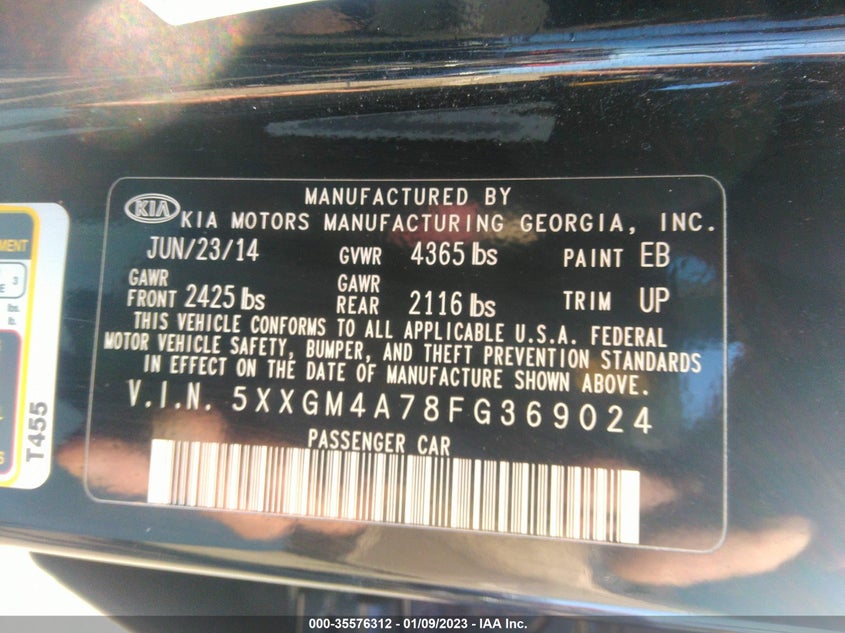 MANUFACTURED BY
KIA KIA MOTORS MANUFACTURING GEORGIA, INC.
JUN/23/14 GVWR 4365 lbs PAINT EB
GAWR FRONT 2425 lbs GAWR REAR 2116 lbs TRIM UP
THIS VEHICLE CONFORMS TO ALL APPLICABLE U.S.A. FEDERAL
MOTOR VEHICLE SAFETY, BUMPER, AND THEFT PREVENTION STANDARDS
IN EFFECT ON THE DATE OF MANUFACTURE SHOWN ABOVE.
V.I.N. 5XXGM4A78FG369024
PASSENGER CAR
3
lbs.
lb.
T455
000-35576312 - 01/09/2023 - IAA Inc.